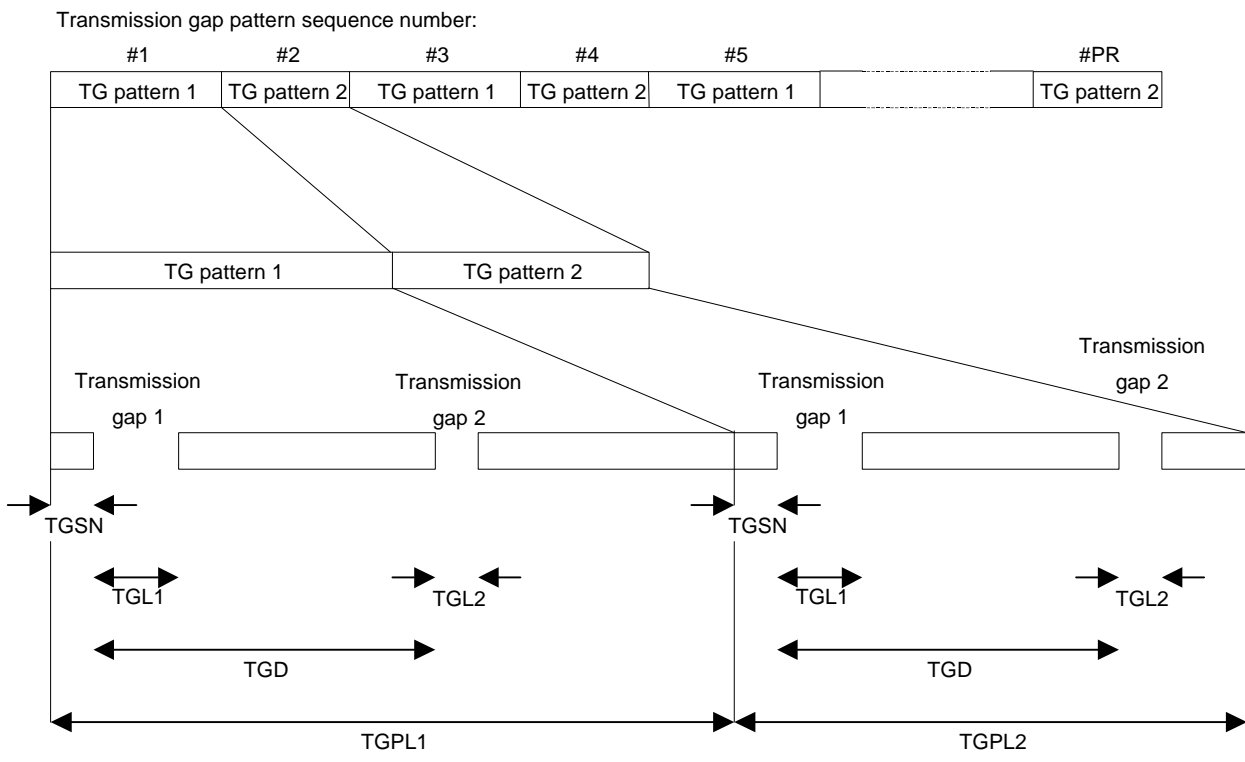 Transmission gap pattern sequence number:
#1 #2 #3 #4 #5 #PR
TG pattern 1 TG pattern 2 TG pattern 1 TG pattern 2 TG pattern 1 TG pattern 2
TG pattern 1 TG pattern 2
Transmission
gap 1
Transmission
gap 2
Transmission
gap 1
Transmission
gap 2
TGSN TGSN
TGL1 TGL2 TGL1 TGL2
TGD TGD
TGPL1 TGPL2